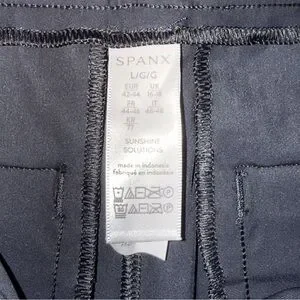 SPANX
L/G/G
EUR UK
42-44 16-18
FR IT
44-46 46-48
KR
77
SUNSHINE
SOLUTIONS
made in Indonesia
fabriqué en indonésie